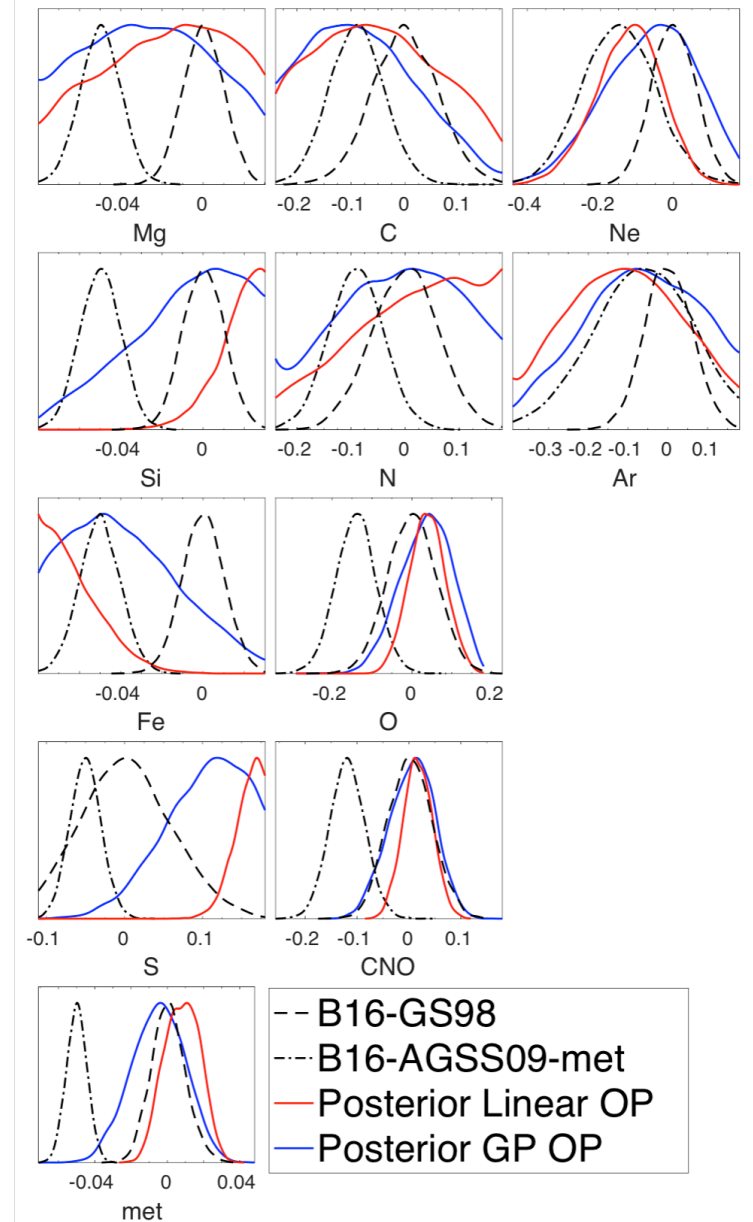 -0.04 0 -0.2 -0.1 0 0.1 -0.4 -0.2 0
Mg C Ne
-0.04 0 -0.2 -0.1 0 0.1 -0.3 -0.2 -0.1 0 0.1
Si N Ar
-0.04 0 -0.2 0 0.2
Fe O
-0.1 0 0.1 -0.2 -0.1 0 0.1
S CNO
B16-GS98
B16-AGSS09-met
Posterior Linear OP
Posterior GP OP
-0.04 0 0.04
met